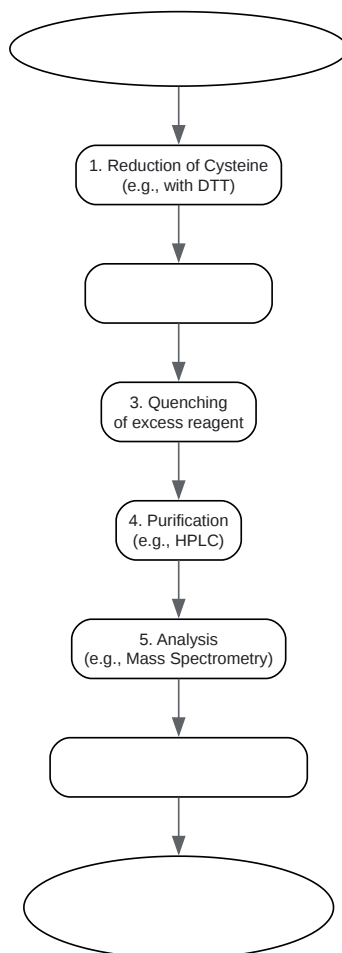 1. Reduction of Cysteine
(e.g., with DTT)
3. Quenching
of excess reagent
4. Purification
(e.g., HPLC)
5. Analysis
(e.g., Mass Spectrometry)